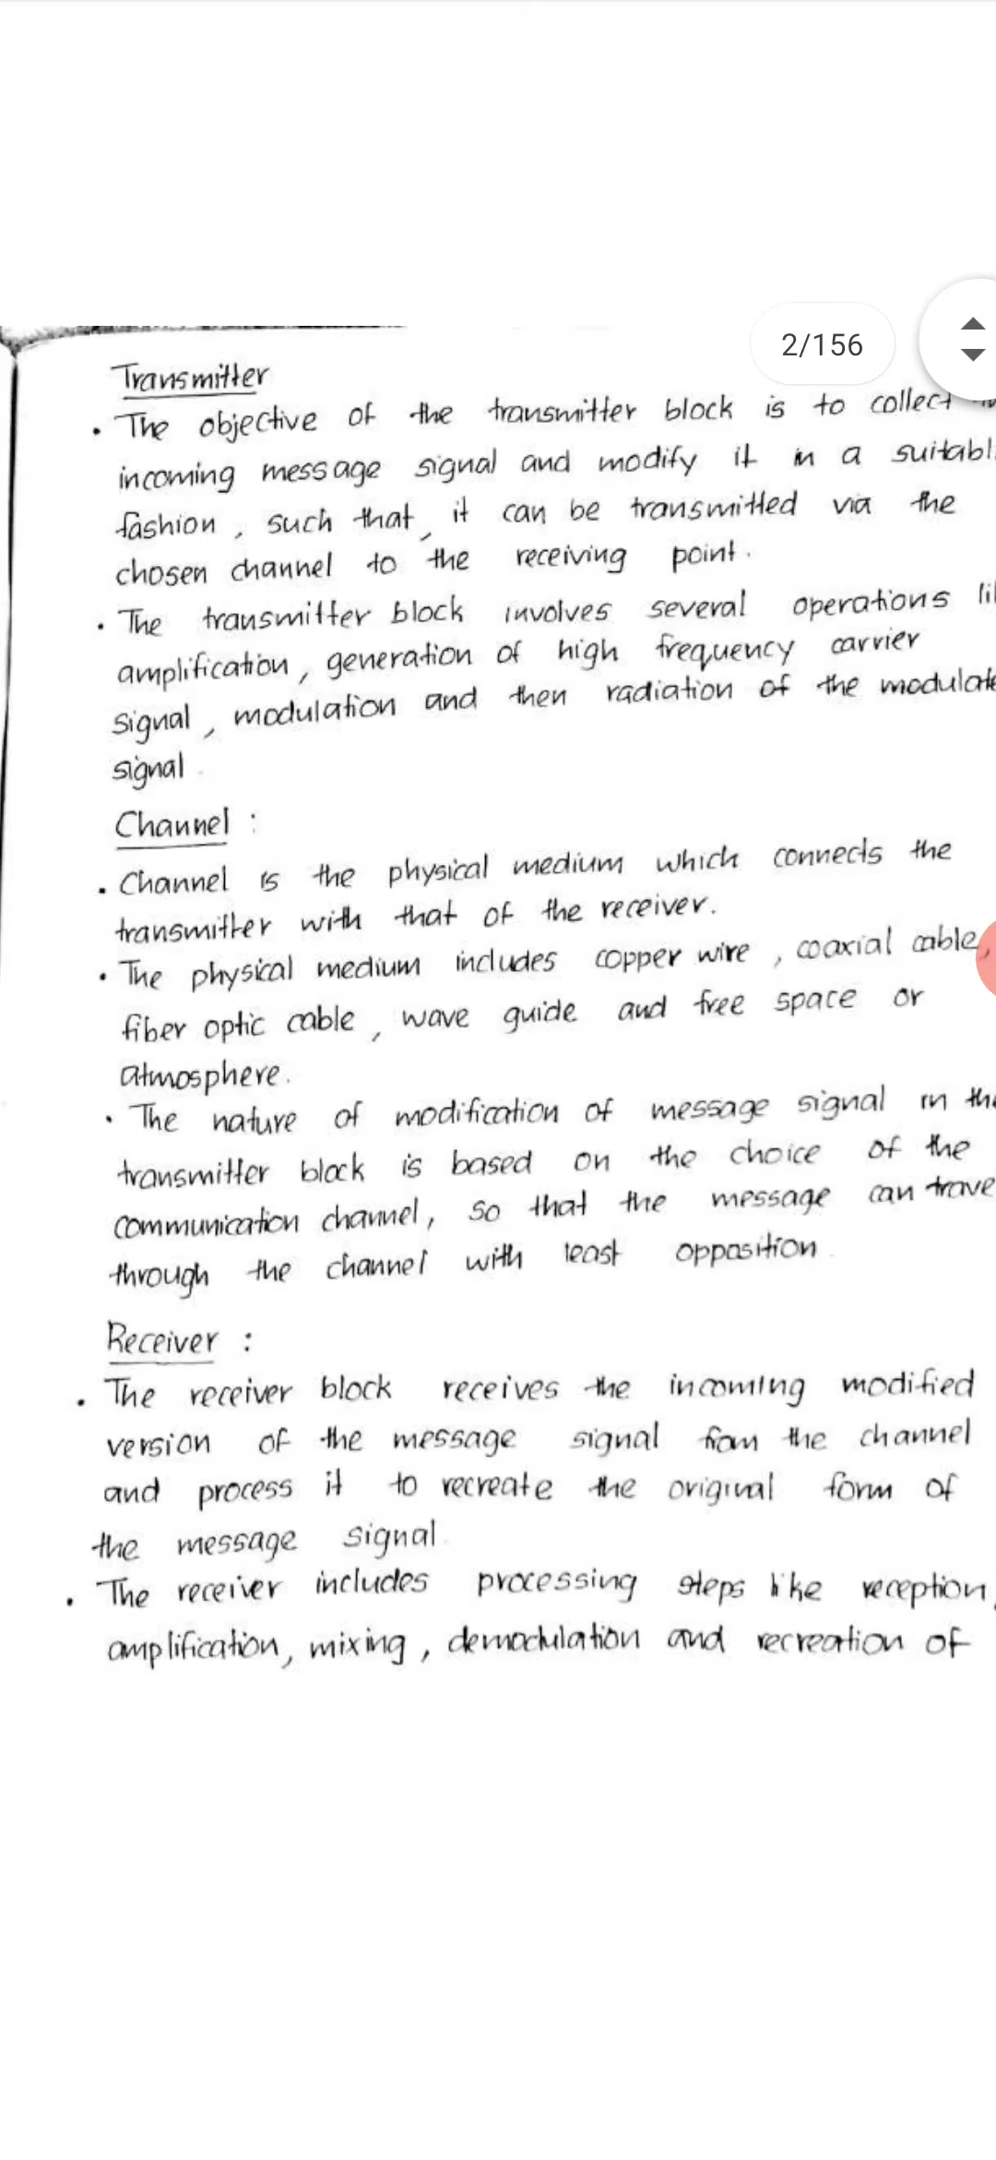 2/156
Transmitter
• The objective of the transmitter block is to collect
incoming message signal and modify it in a suitabl
fashion, such that, it can be transmitted via the
chosen channel to the receiving point.
• The transmitter block involves several operations li
amplification, generation of high frequency carrier
signal, modulation and then radiation of the modulate
signal.
Channel :
• Channel is the physical medium which connects the
transmitter with that of the receiver.
• The physical medium includes copper wire, coaxial cable,
fiber optic cable, wave guide and free space or
atmosphere.
• The nature of modification of message signal in the
transmitter block is based on the choice of the
communication channel, so that the message can trave
through the channel with least opposition
Receiver :
• The receiver block receives the incoming modified
version of the message signal from the channel
and process it to recreate the original form of
the message signal
• The receiver includes processing steps like reception,
amplification, mixing, demodulation and recreation of